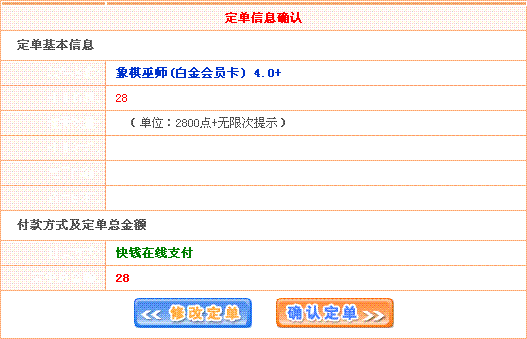 定单信息确认
定单基本信息
象棋巫师(白金会员卡) 4.0+
28
（单位：2800点+无限次提示）
付款方式及定单总金额
快钱在线支付
28
<< 修改定单
确认定单 >>